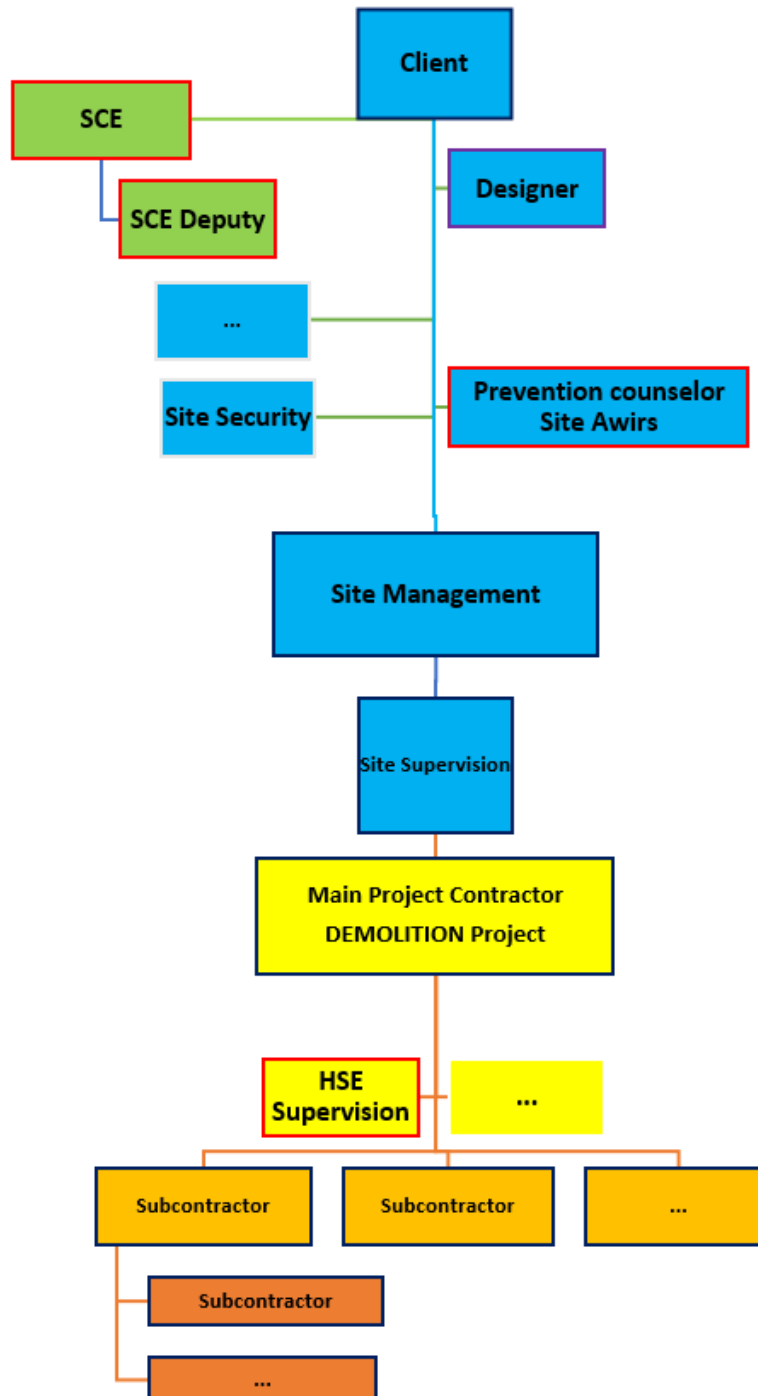 Client
SCE
Designer
SCE Deputy
...
Prevention counselor
Site Awirs
Site Security
Site Management
Site Supervision
Main Project Contractor
DEMOLITION Project
HSE
Supervision
...
Subcontractor
Subcontractor
...
Subcontractor
...